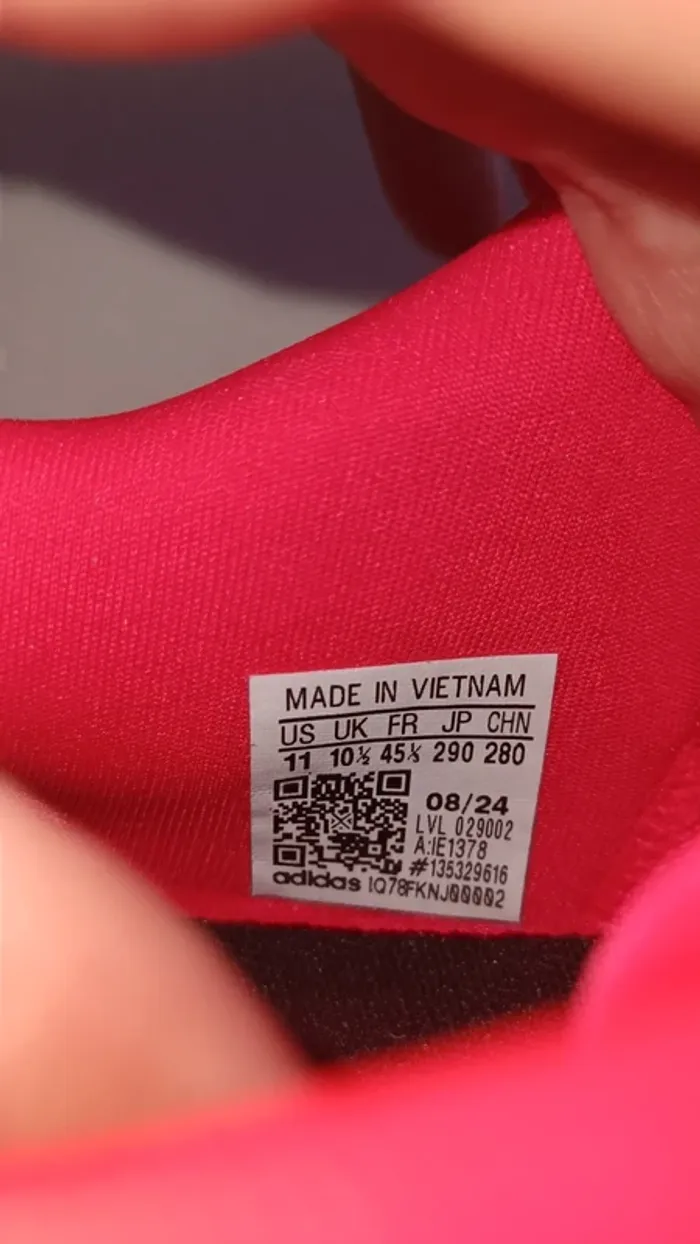 MADE IN VIETNAM
US UK FR JP CHN
11 10½ 45⅓ 290 280
08/24
LVL 029002
A:IE1378
#135329616
adidas IQ78FKNJ00002